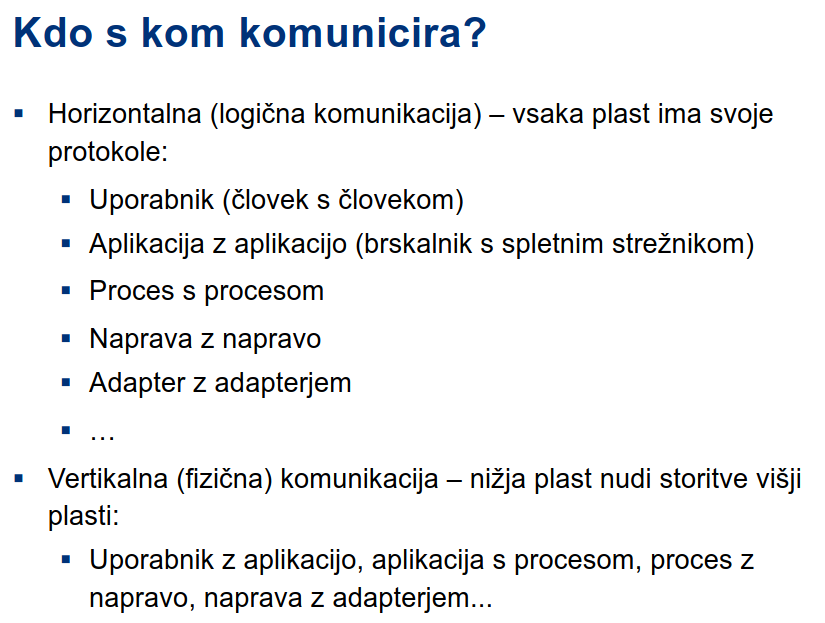 Kdo s kom komunicira?
▪ Horizontalna (logična komunikacija) – vsaka plast ima svoje
protokole:
▪ Uporabnik (človek s človekom)
▪ Aplikacija z aplikacijo (brskalnik s spletnim strežnikom)
▪ Proces s procesom
▪ Naprava z napravo
▪ Adapter z adapterjem
▪ …
▪ Vertikalna (fizična) komunikacija – nižja plast nudi storitve višji
plasti:
▪ Uporabnik z aplikacijo, aplikacija s procesom, proces z
napravo, naprava z adapterjem...